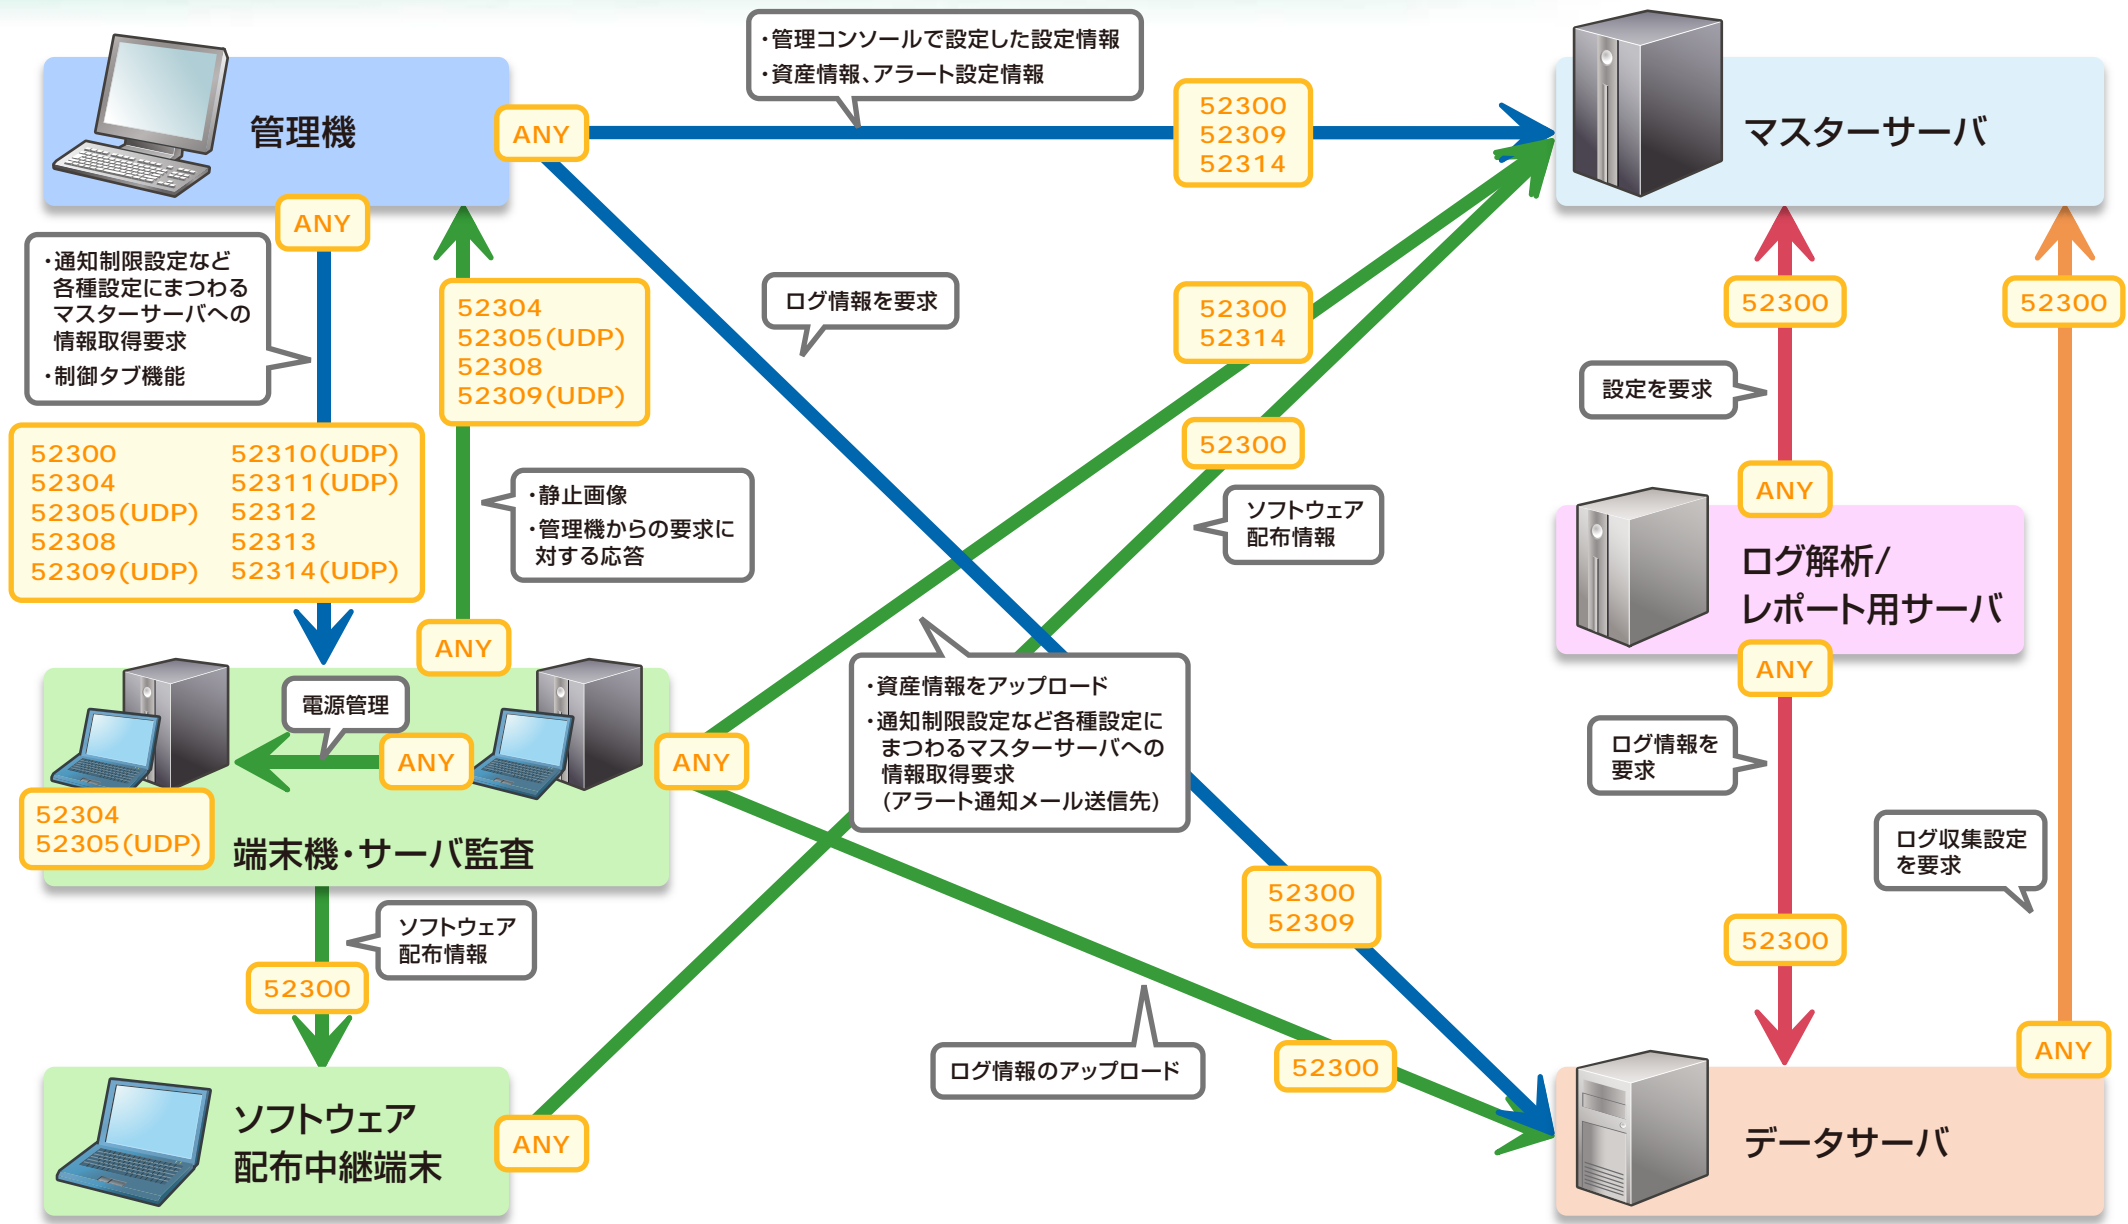 ・管理コンソールで設定した設定情報
・資産情報、アラート設定情報
管理機
ANY
52300
52309
52314
マスターサーバ
ANY
・通知制限設定など
各種設定にまつわる
マスターサーバへの
情報取得要求
・制御タブ機能
52304
52305(UDP)
52308
52309(UDP)
ログ情報を要求
52300
52314
52300
52300
設定を要求
52300
52304
52305(UDP)
52308
52309(UDP)
52310(UDP)
52311(UDP)
52312
52313
52314(UDP)
・静止画像
・管理機からの要求に
対する応答
52300
ソフトウェア
配布情報
ANY
ログ解析/
レポート用サーバ
ANY
ANY
電源管理
ANY
ANY
52304
52305(UDP)
端末機・サーバ監査
・資産情報をアップロード
・通知制限設定など各種設定に
まつわるマスターサーバへの
情報取得要求
(アラート通知メール送信先)
ログ情報を
要求
ログ収集設定
を要求
52300
52309
ソフトウェア
配布情報
52300
52300
ログ情報のアップロード
52300
ANY
ソフトウェア
配布中継端末
ANY
データサーバ